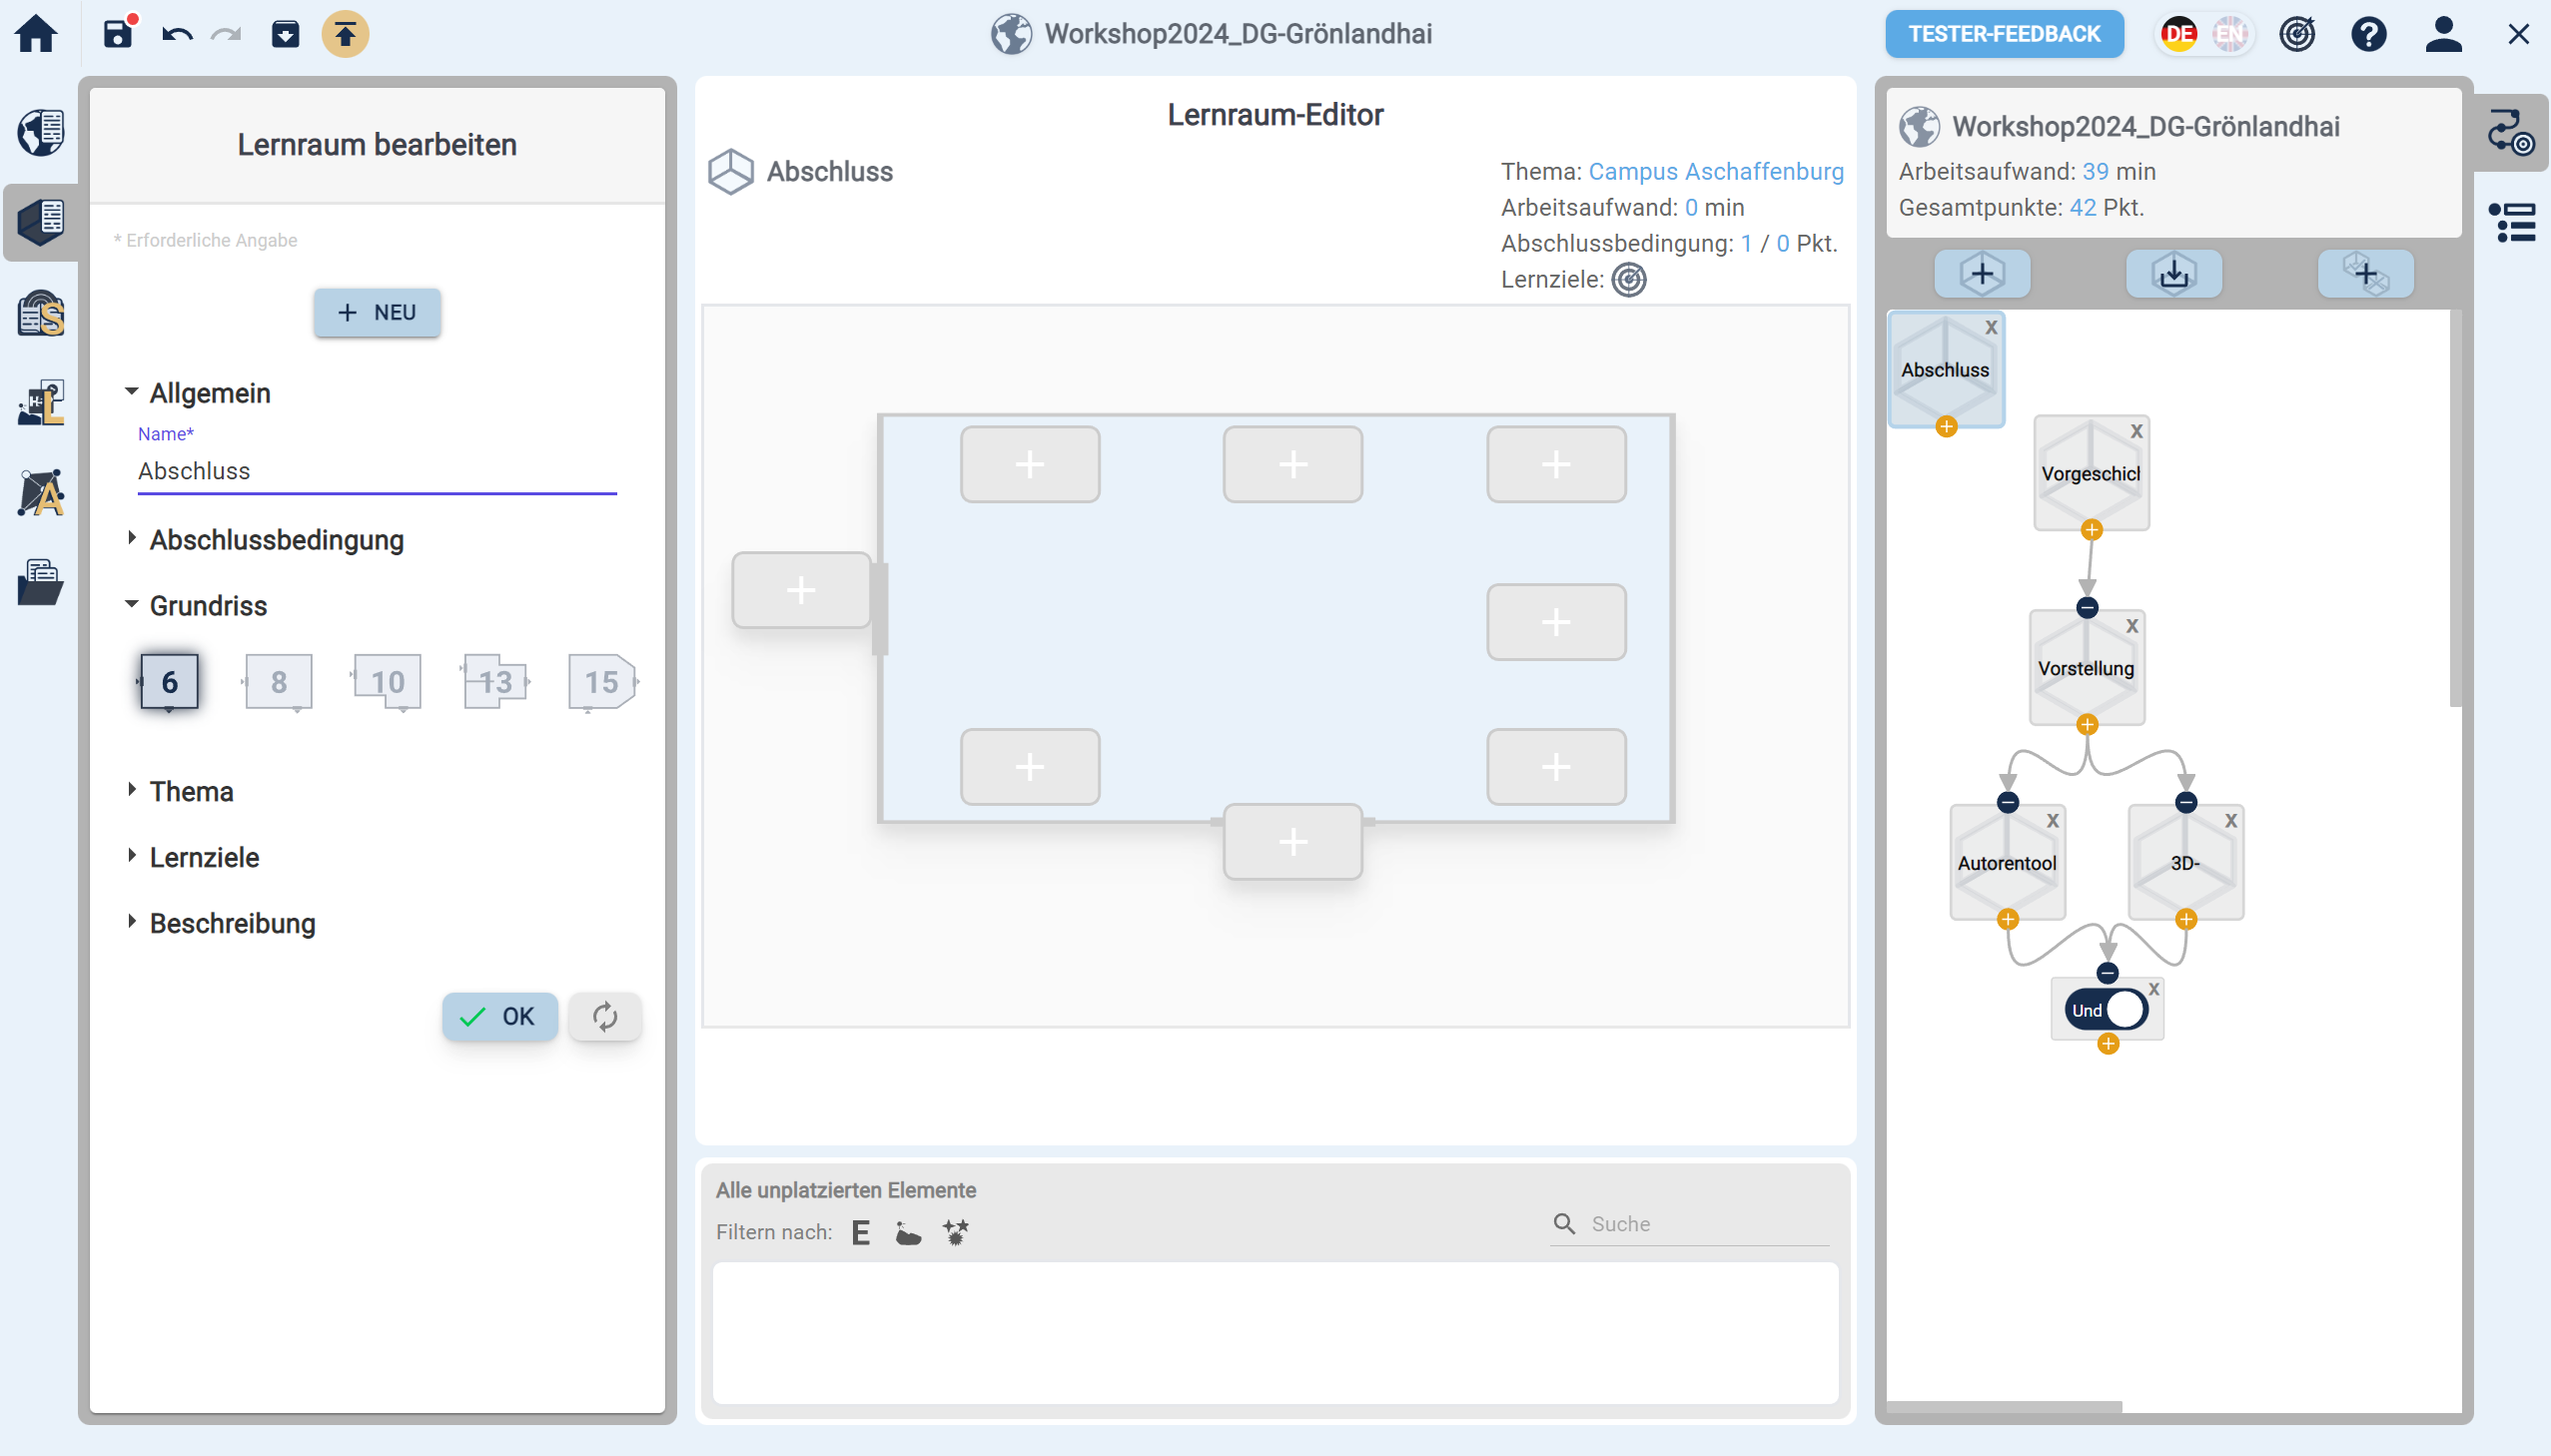 Workshop2024_DG-Grönlandhai
TESTER-FEEDBACK
DE EN
Lernraum bearbeiten
* Erforderliche Angabe
+ NEU
Allgemein
Name*
Abschluss
Abschlussbedingung
Grundriss
6 8 10 13 15
Thema
Lernziele
Beschreibung
OK
S
L
A
Lernraum-Editor
Abschluss
Thema: Campus Aschaffenburg
Arbeitsaufwand: 0 min
Abschlussbedingung: 1 / 0 Pkt.
Lernziele:
Alle unplatzierten Elemente
Filtern nach: E
Suche
Workshop2024_DG-Grönlandhai
Arbeitsaufwand: 39 min
Gesamtpunkte: 42 Pkt.
X
Abschluss
X
Vorgeschicl
X
Vorstellung
X
Autorentool
X
3D-
X
Und